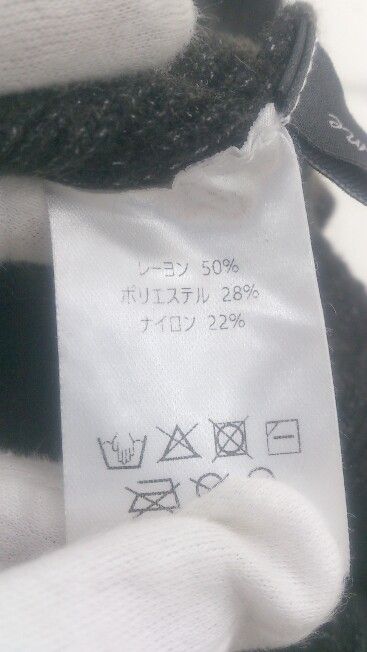 レーヨン 50%
ポリエステル 28%
ナイロン 22%